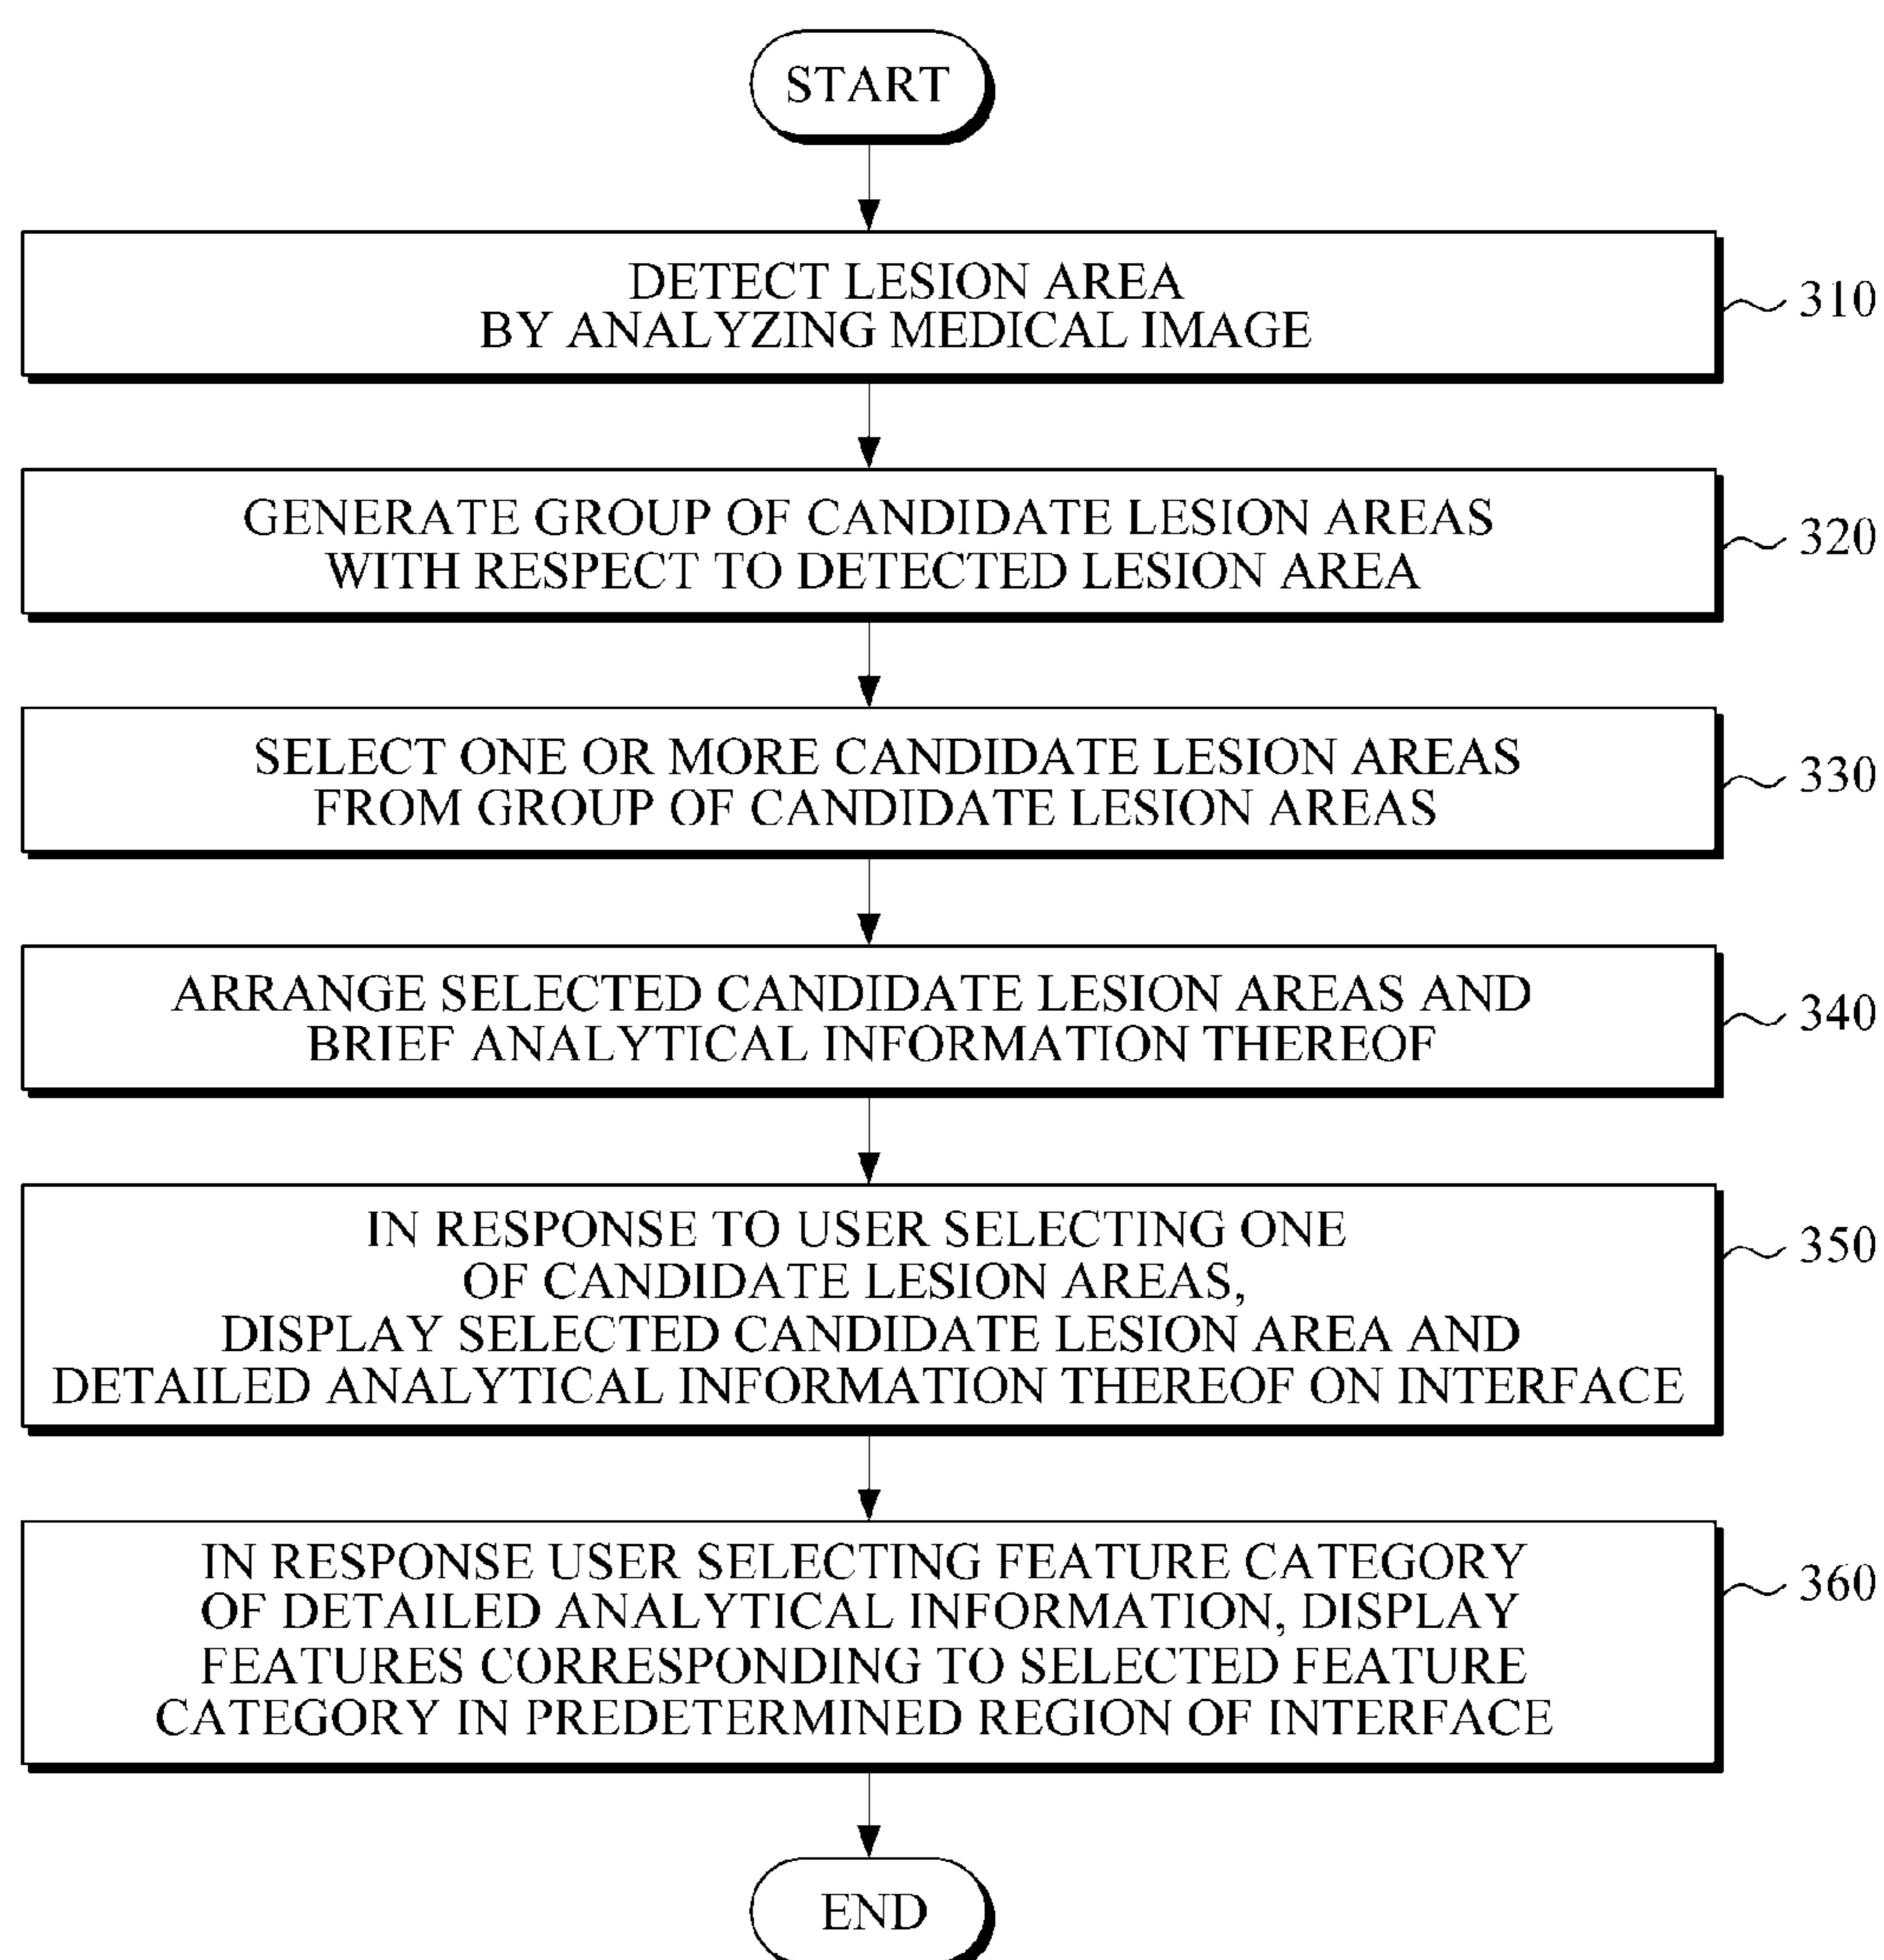 START
DETECT LESION AREA
BY ANALYZING MEDICAL IMAGE
310
GENERATE GROUP OF CANDIDATE LESION AREAS
WITH RESPECT TO DETECTED LESION AREA
320
SELECT ONE OR MORE CANDIDATE LESION AREAS
FROM GROUP OF CANDIDATE LESION AREAS
330
ARRANGE SELECTED CANDIDATE LESION AREAS AND
BRIEF ANALYTICAL INFORMATION THEREOF
340
IN RESPONSE TO USER SELECTING ONE
OF CANDIDATE LESION AREAS,
DISPLAY SELECTED CANDIDATE LESION AREA AND
DETAILED ANALYTICAL INFORMATION THEREOF ON INTERFACE
350
IN RESPONSE USER SELECTING FEATURE CATEGORY
OF DETAILED ANALYTICAL INFORMATION, DISPLAY
FEATURES CORRESPONDING TO SELECTED FEATURE
CATEGORY IN PREDETERMINED REGION OF INTERFACE
360
END